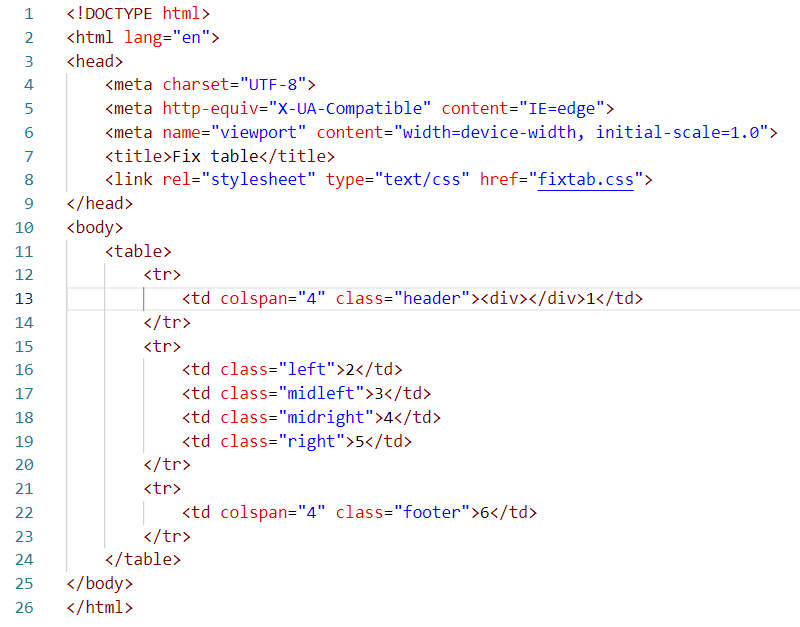 1 <!DOCTYPE html>
2 <html lang="en">
3 <head>
4 <meta charset="UTF-8">
5 <meta http-equiv="X-UA-Compatible" content="IE=edge">
6 <meta name="viewport" content="width=device-width, initial-scale=1.0">
7 <title>Fix table</title>
8 <link rel="stylesheet" type="text/css" href="fixtab.css">
9 </head>
10 <body>
11 <table>
12 <tr>
13 <td colspan="4" class="header"><div></div>1</td>
14 </tr>
15 <tr>
16 <td class="left">2</td>
17 <td class="midleft">3</td>
18 <td class="midright">4</td>
19 <td class="right">5</td>
20 </tr>
21 <tr>
22 <td colspan="4" class="footer">6</td>
23 </tr>
24 </table>
25 </body>
26 </html>